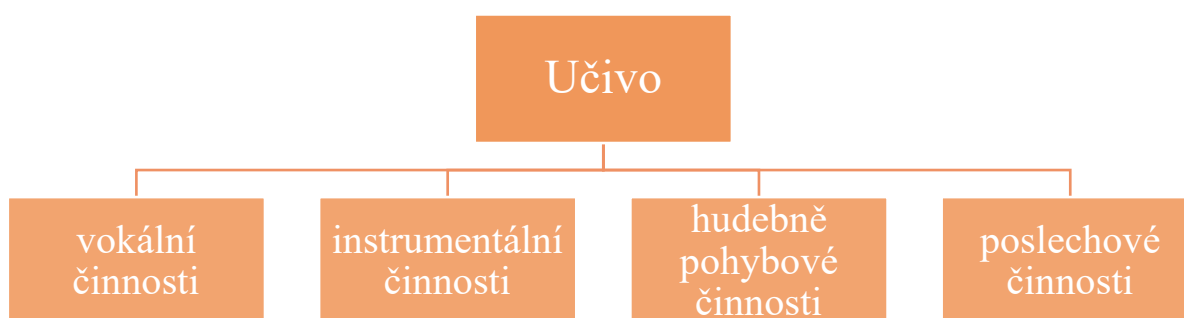 Učivo
vokální
činnosti
instrumentální
činnosti
hudebně
pohybové
činnosti
poslechové
činnosti